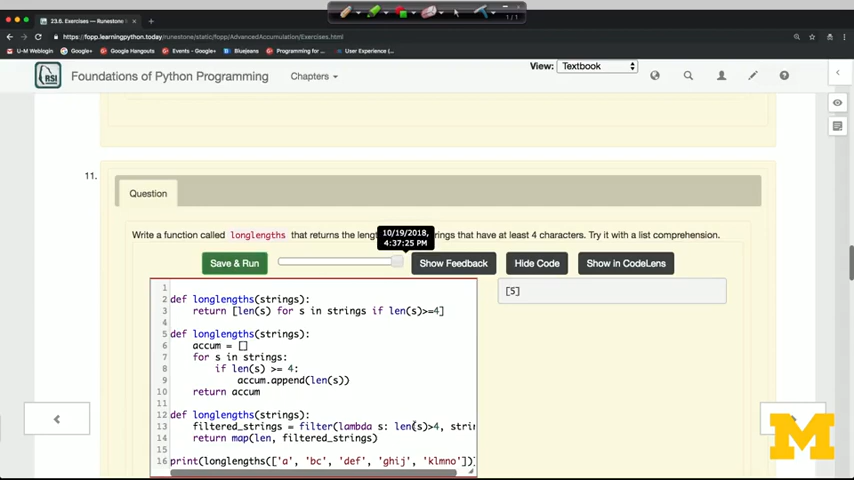 23.6. Exercises — Runestone In
1/1
https://fopp.learningpython.today/runestone/static/fopp/AdvancedAccumulation/Exercises.html
U-M Weblogin
Google+
Google Hangouts
Events - Google+
Bluejeans
Programming for ...
User Experience (...
RSI
Foundations of Python Programming
Chapters
View:
Textbook
11.
Question
Write a function called longlengths that returns the lengt
rings that have at least 4 characters. Try it with a list comprehension.
10/19/2018,
4:37:25 PM
Save & Run
Show Feedback
Hide Code
Show in CodeLens
[5]
1
2 def longlengths(strings):
3 return [len(s) for s in strings if len(s)>=4]
4
5 def longlengths(strings):
6 accum = []
7 for s in strings:
8 if len(s) >= 4:
9 accum.append(len(s))
10 return accum
11
12 def longlengths(strings):
13 filtered_strings = filter(lambda s: len(s)>4, strin
14 return map(len, filtered_strings)
15
16 print(longlengths(['a', 'bc', 'def', 'ghij', 'klmno'])
M